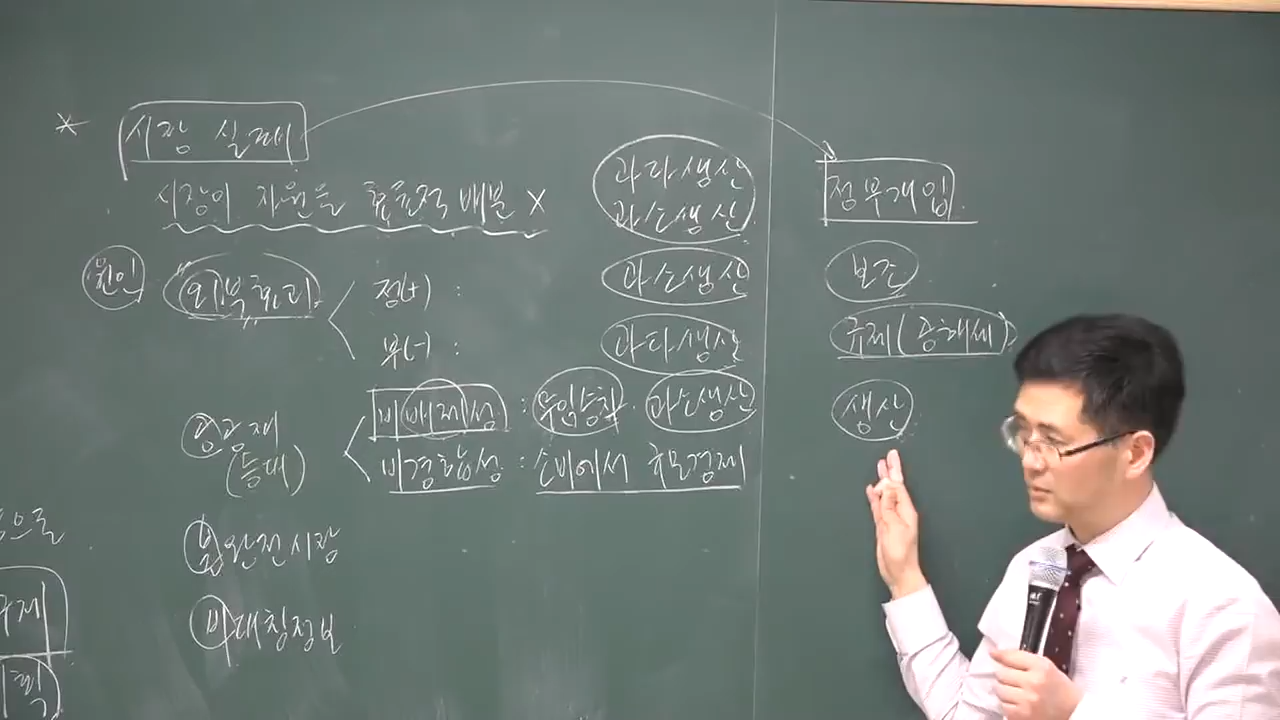 * 시장 실패
시장이 자원을 효율적 배분 X
과다생산
과소생산
정부개입
원인 외부효과 정(+) : 과소생산 보조
부(-) : 과다생산 규제(공해세)
공공재 (등대) 비배제성 : 무임승차. 과소생산 생산
비경합성 : 소비에서 규모경제
불완전시장
비대칭정보
으로
규제